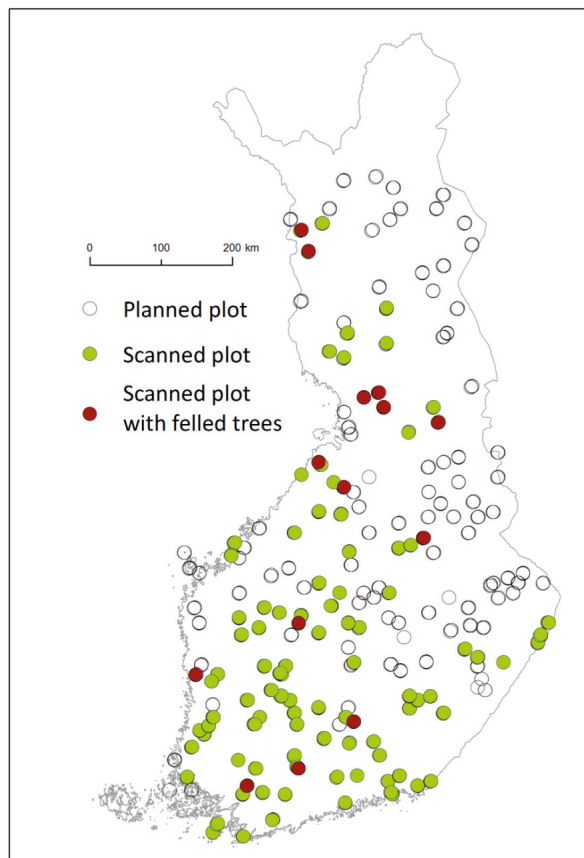 0 100 200 km
Planned plot
Scanned plot
Scanned plot
with felled trees